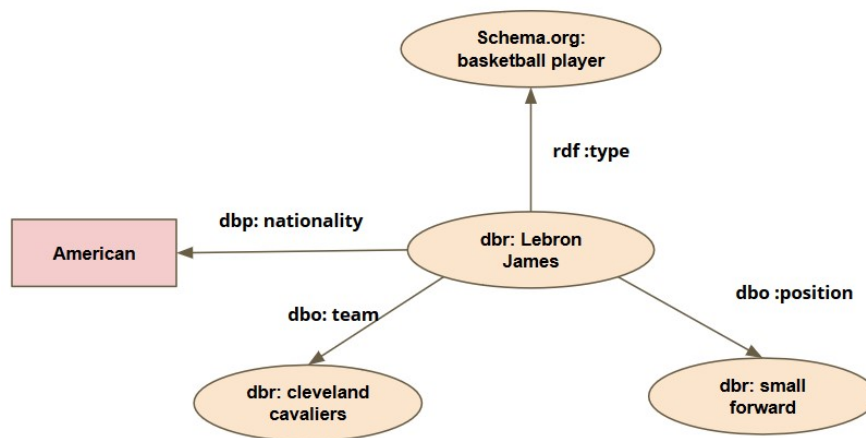 Schema.org:
basketball player
rdf :type
dbp: nationality
American
dbr: Lebron
James
dbo: team
dbo :position
dbr: cleveland
cavaliers
dbr: small
forward